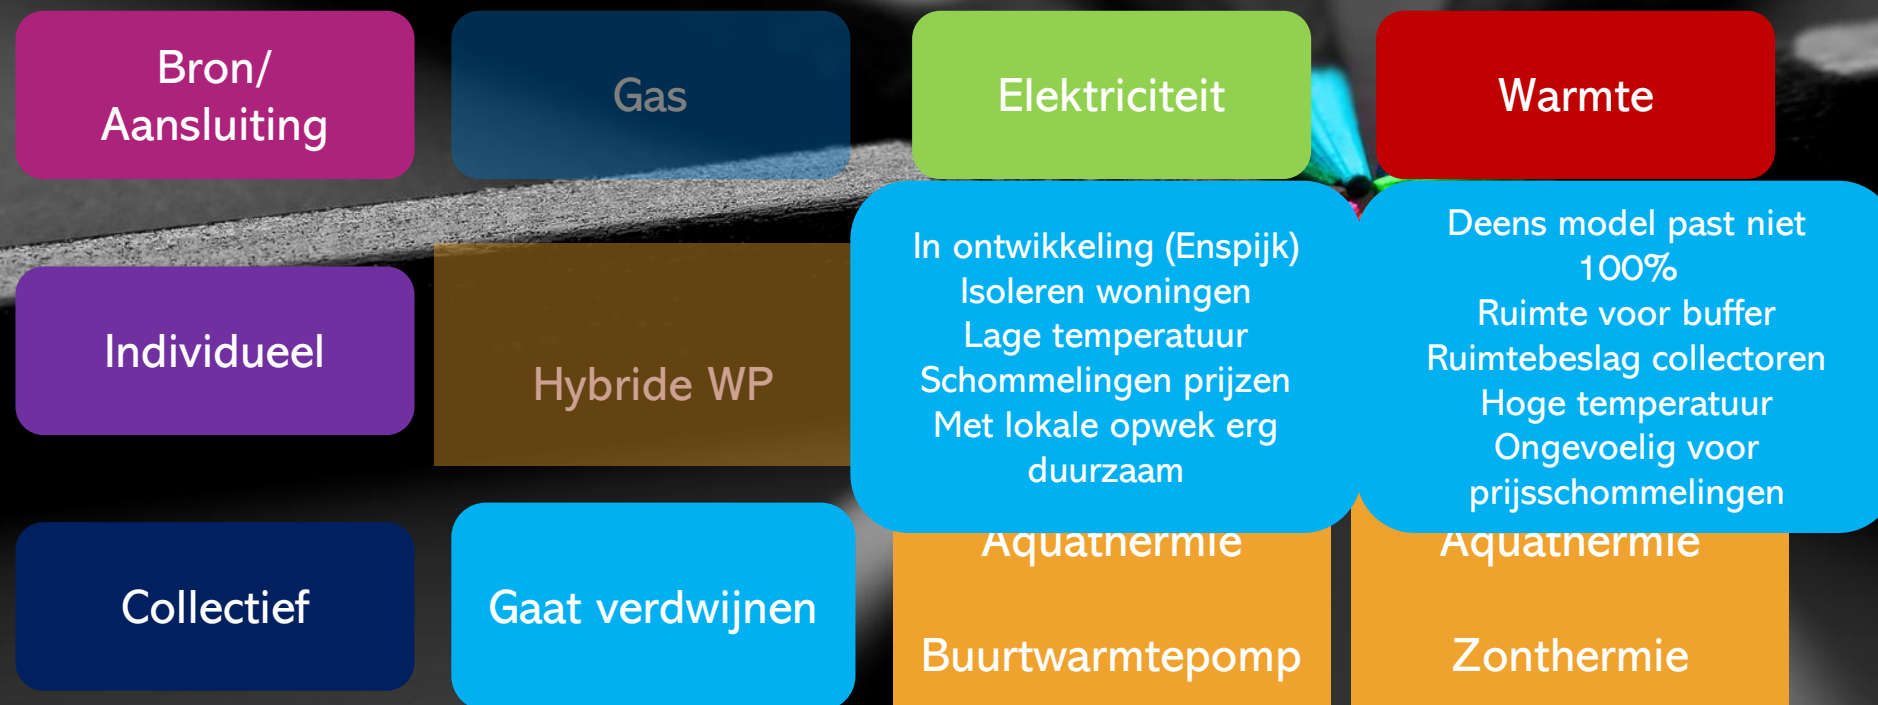 Bron/
Aansluiting
Gas
Elektriciteit
Warmte
Individueel
Hybride WP
In ontwikkeling (Enspijk)
Isoleren woningen
Lage temperatuur
Schommelingen prijzen
Met lokale opwek erg
duurzaam
Deens model past niet
100%
Ruimte voor buffer
Ruimtebeslag collectoren
Hoge temperatuur
Ongevoelig voor
prijsschommelingen
Collectief
Gaat verdwijnen
Aquathermie
Buurtwarmtepomp
Aquathermie
Zonthermie